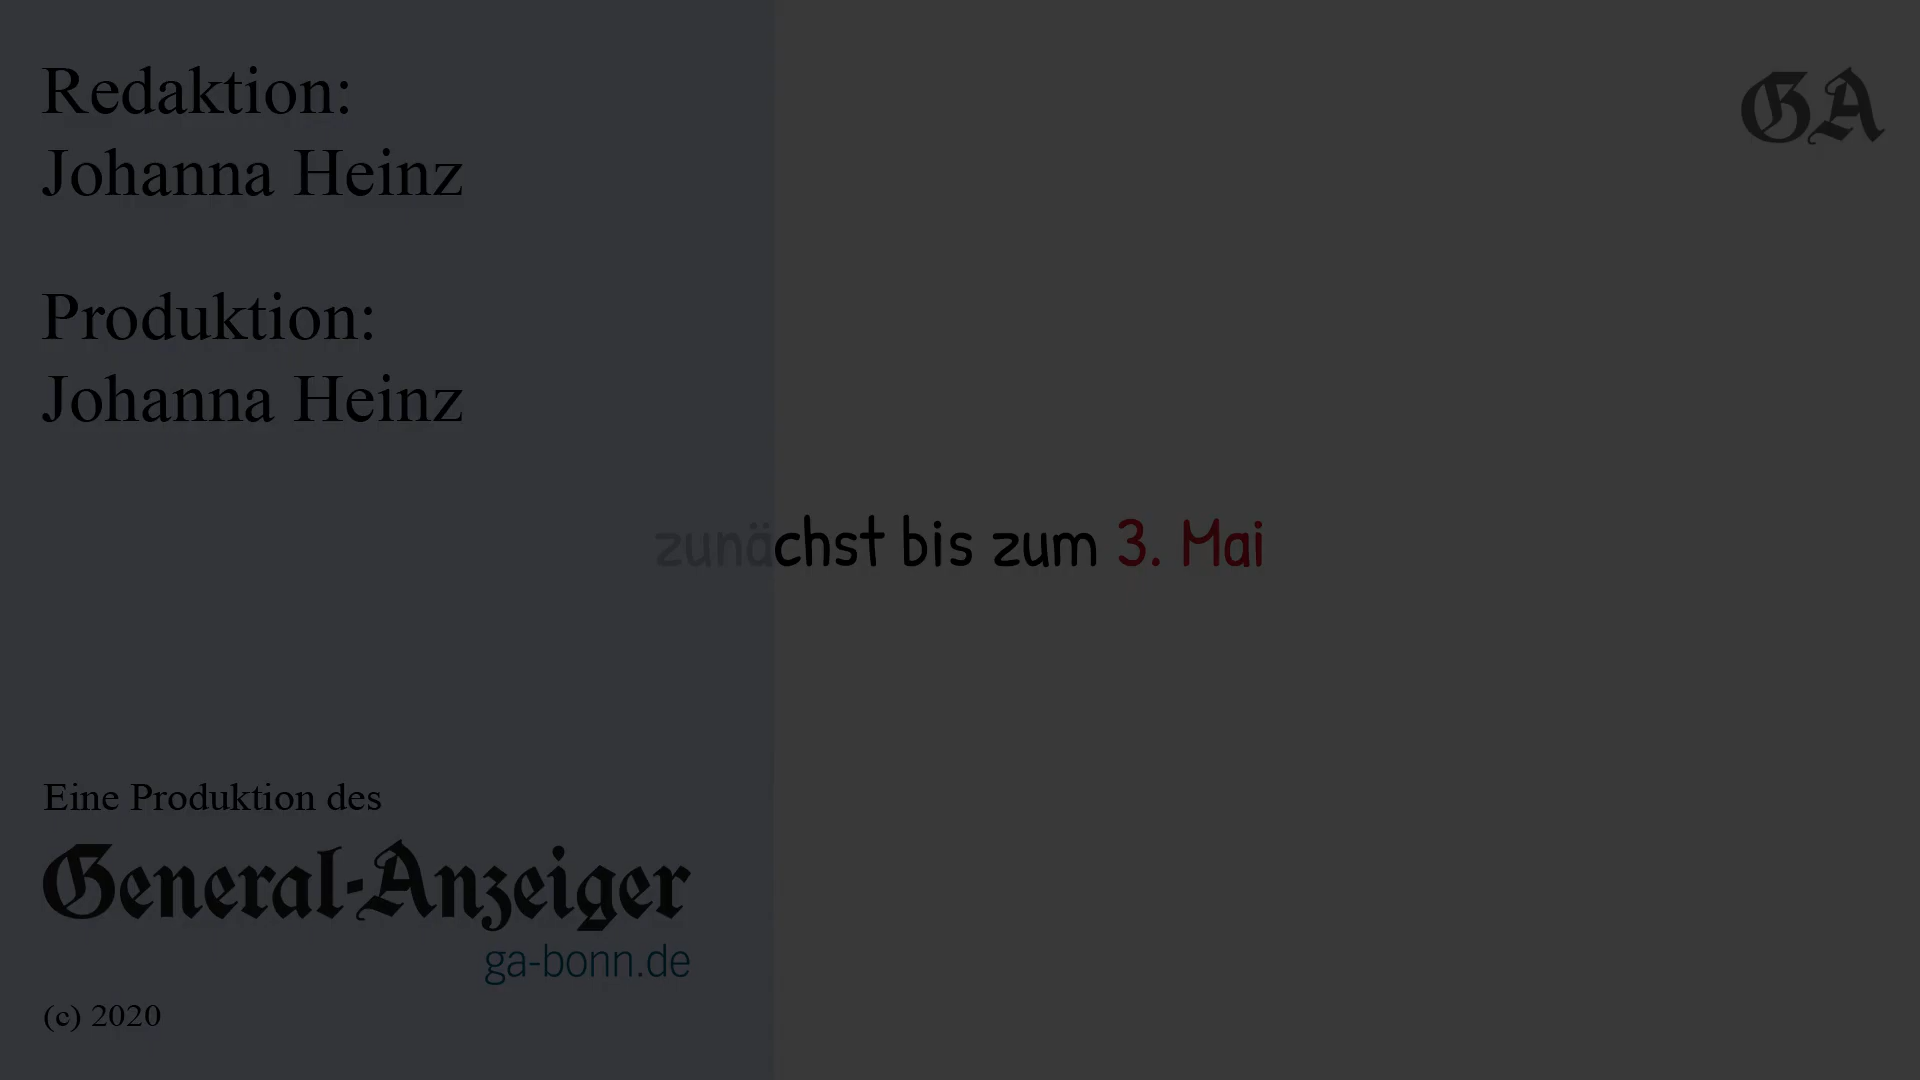 Redaktion:
Johanna Heinz
GA
Produktion:
Johanna Heinz
zunächst bis zum 3. Mai
Eine Produktion des
General-Anzeiger
ga-bonn.de
(c) 2020